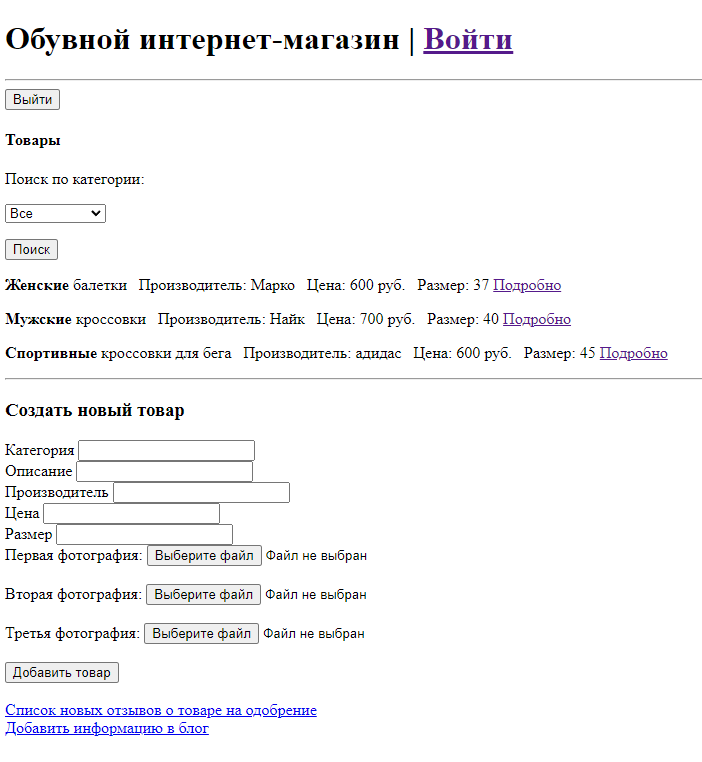 Обувной интернет-магазин | Войти
Выйти
Товары
Поиск по категории:
Все
Поиск
Женские балетки Производитель: Марко Цена: 600 руб. Размер: 37 Подробно
Мужские кроссовки Производитель: Найк Цена: 700 руб. Размер: 40 Подробно
Спортивные кроссовки для бега Производитель: адидас Цена: 600 руб. Размер: 45 Подробно
Создать новый товар
Категория
Описание
Производитель
Цена
Размер
Первая фотография: Выберите файл Файл не выбран
Вторая фотография: Выберите файл Файл не выбран
Третья фотография: Выберите файл Файл не выбран
Добавить товар
Список новых отзывов о товаре на одобрение
Добавить информацию в блог